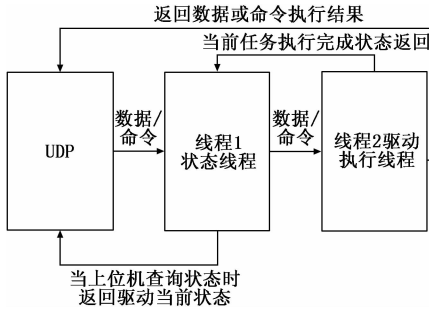 返回数据或命令执行结果
当前任务执行完成状态返回
数据/
命令
数据/
命令
UDP
线程1
状态线程
线程2驱动
执行线程
当上位机查询状态时
返回驱动当前状态